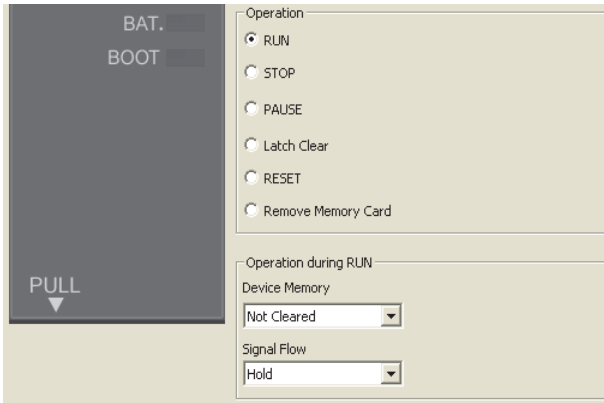 BAT.
BOOT
PULL
Operation
RUN
STOP
PAUSE
Latch Clear
RESET
Remove Memory Card
Operation during RUN
Device Memory
Not Cleared
Signal Flow
Hold